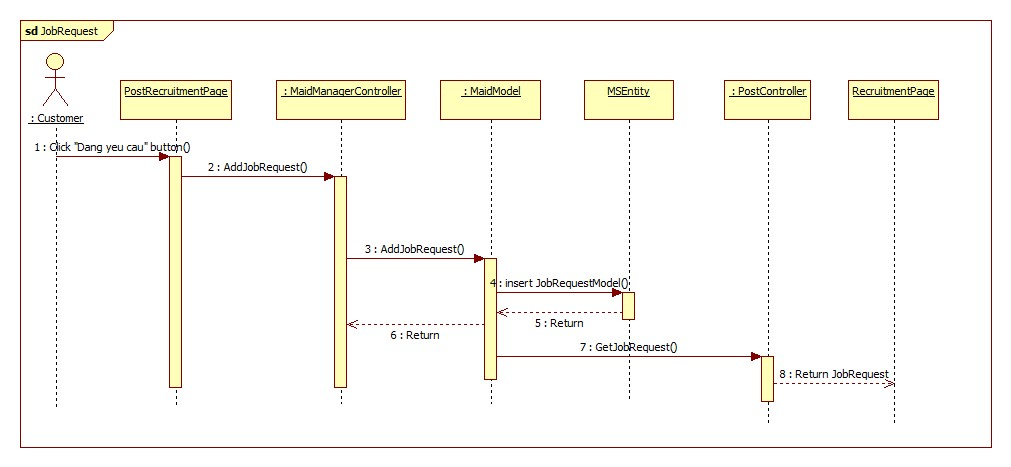 sd JobRequest
: Customer
PostRecruitmentPage
: MaidManagerController
: MaidModel
MSEntity
: PostController
RecruitmentPage
1 : Click "Dang yeu cau" button()
2 : AddJobRequest()
3 : AddJobRequest()
4 : insert JobRequestModel()
5 : Return
6 : Return
7 : GetJobRequest()
8 : Return JobRequest